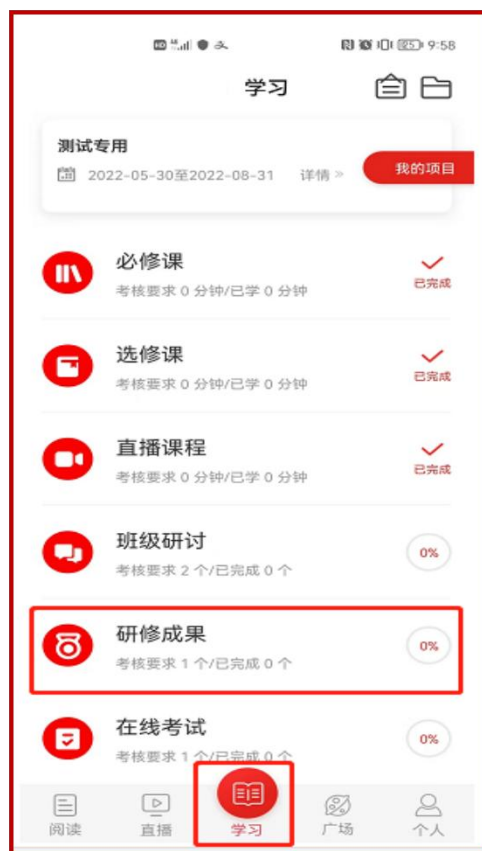 9:58
学习
测试专用
2022-05-30至2022-08-31 详情 »
我的项目
必修课
考核要求 0 分钟/已学 0 分钟
已完成
选修课
考核要求 0 分钟/已学 0 分钟
已完成
直播课程
考核要求 0 分钟/已学 0 分钟
已完成
班级研讨
考核要求 2 个/已完成 0 个
0%
研修成果
考核要求 1 个/已完成 0 个
0%
在线考试
考核要求 1 个/已完成 0 个
0%
阅读 直播 学习 广场 个人